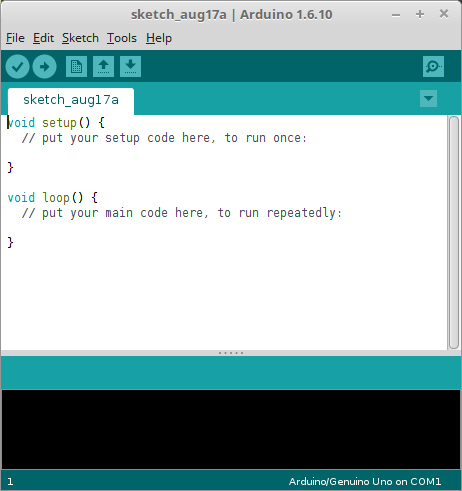 sketch_aug17a | Arduino 1.6.10
File Edit Sketch Tools Help
sketch_aug17a
void setup() {
  // put your setup code here, to run once:
}
void loop() {
  // put your main code here, to run repeatedly:
}
1 Arduino/Genuino Uno on COM1